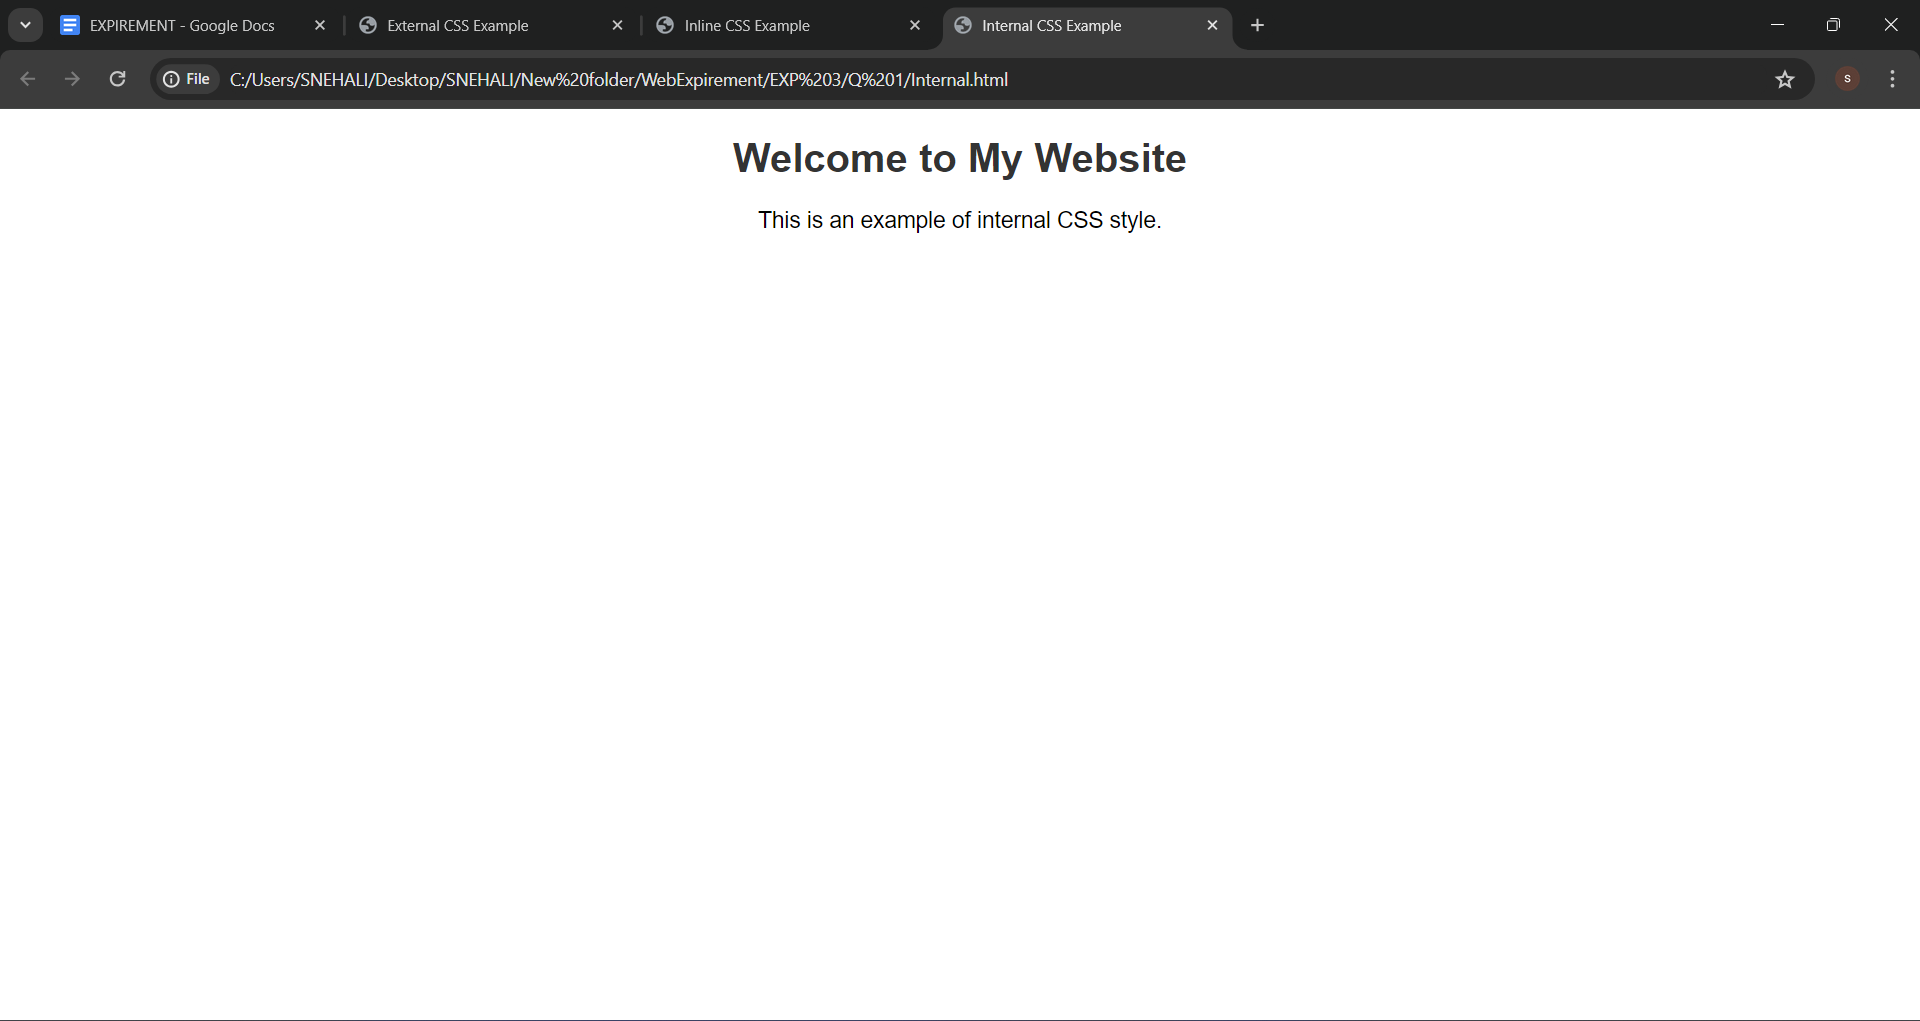 EXPIREMENT - Google Docs
External CSS Example
Inline CSS Example
Internal CSS Example
File
C:/Users/SNEHALI/Desktop/SNEHALI/New%20folder/WebExpirement/EXP%203/Q%201/Internal.html
s
Welcome to My Website
This is an example of internal CSS style.